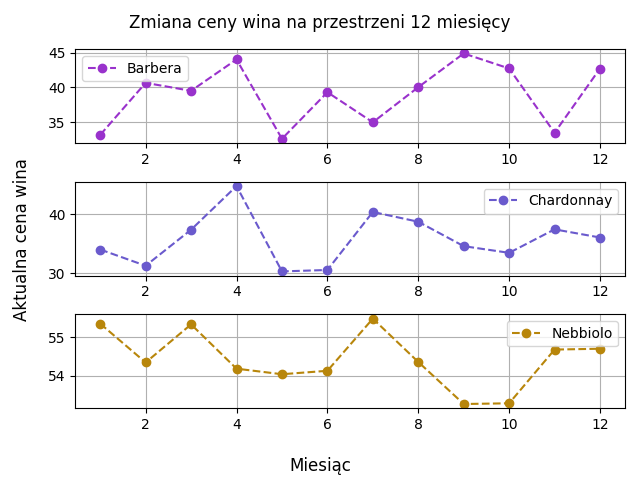 Zmiana ceny wina na przestrzeni 12 miesięcy
Aktualna cena wina
45
40
35
Barbera
2 4 6 8 10 12
40
30
Chardonnay
2 4 6 8 10 12
55
54
Nebbiolo
2 4 6 8 10 12
Miesiąc